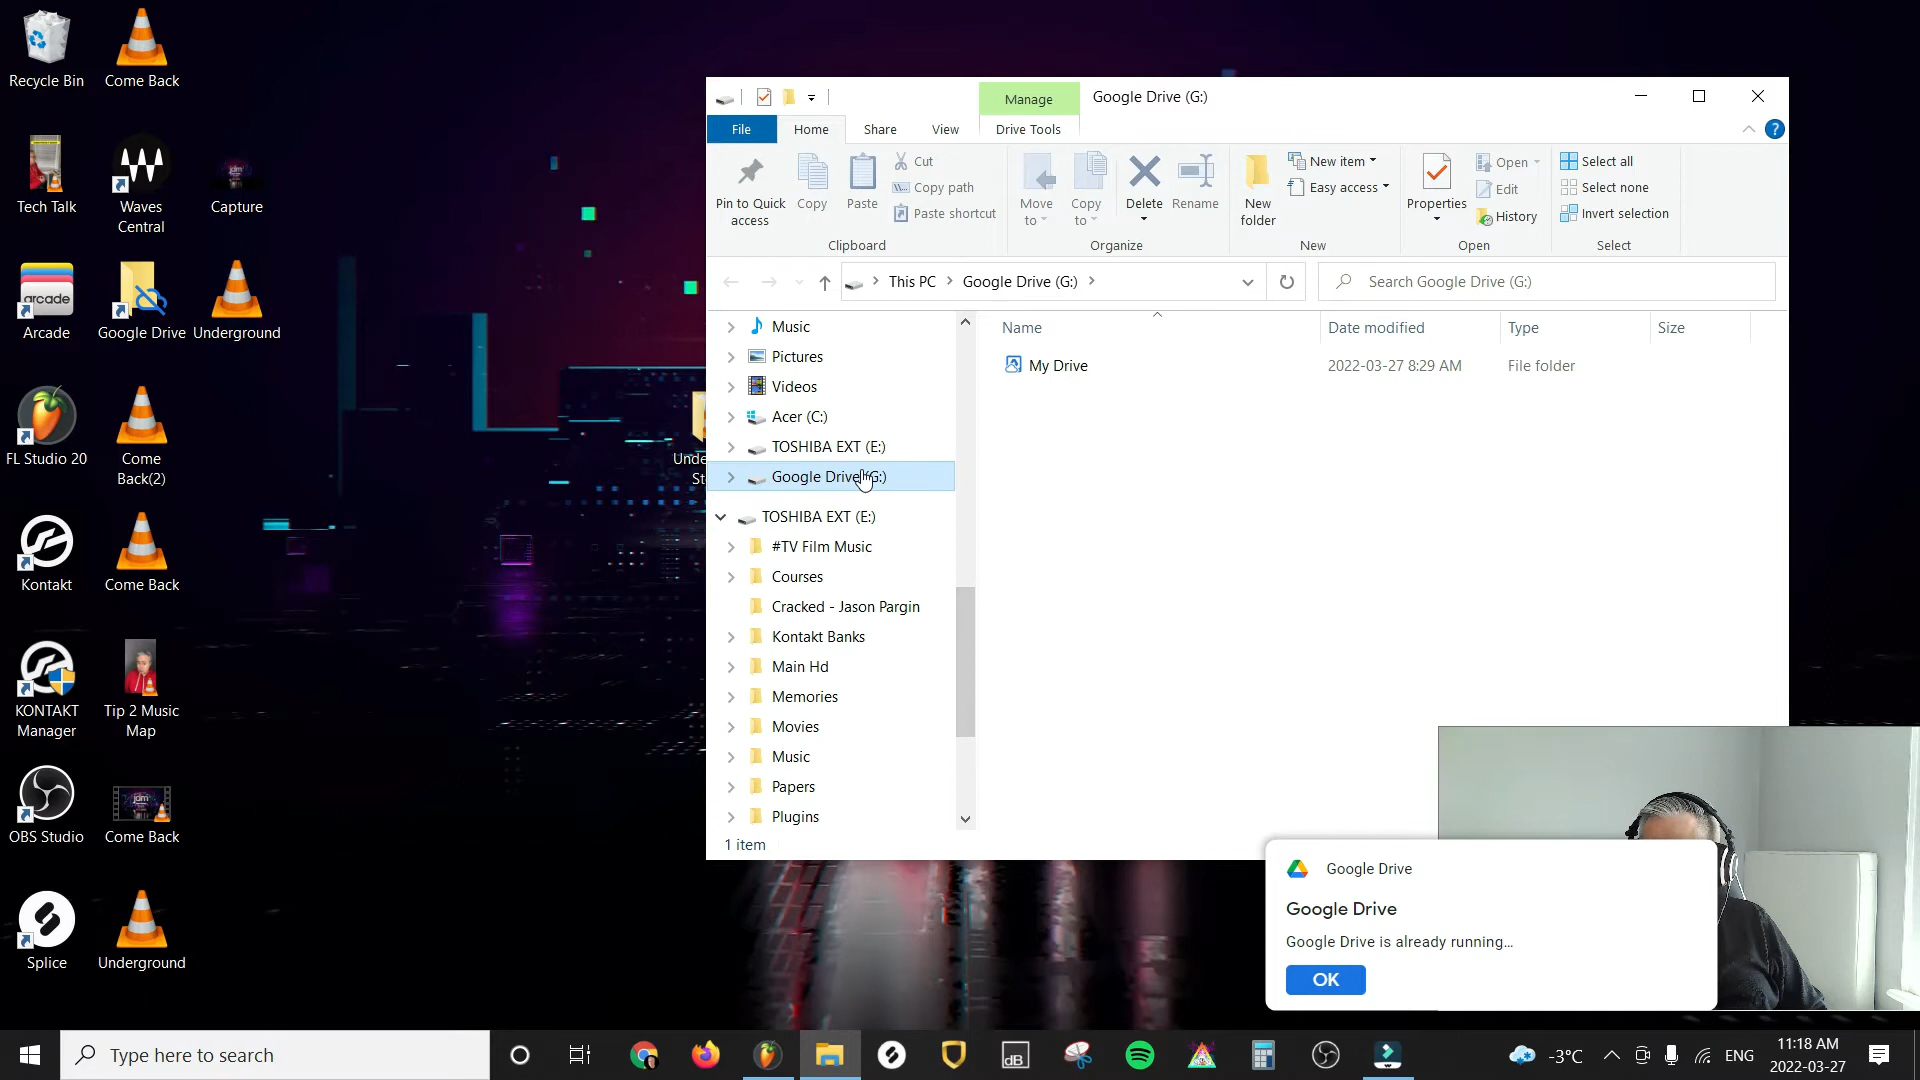 Recycle Bin
Come Back
Tech Talk
Waves
Central
Capture
arcade
Arcade
Google Drive
Underground
FL Studio 20
Come
Back(2)
Kontakt
Come Back
KONTAKT
Manager
Tip 2 Music
Map
OBS Studio
Come Back
Splice
Underground
Unde
St
Manage
Google Drive (G:)
File
Home
Share
View
Drive Tools
Pin to Quick
access
Copy
Paste
Cut
Copy path
Paste shortcut
Clipboard
Move
to
Copy
to
Delete
Rename
Organize
New
folder
New item
Easy access
New
Properties
Open
Edit
History
Open
Select all
Select none
Invert selection
Select
This PC
Google Drive (G:)
Search Google Drive (G:)
Music
Pictures
Videos
Acer (C:)
TOSHIBA EXT (E:)
Google Drive (G:)
TOSHIBA EXT (E:)
#TV Film Music
Courses
Cracked - Jason Pargin
Kontakt Banks
Main Hd
Memories
Movies
Music
Papers
Plugins
Name
Date modified
Type
Size
My Drive
2022-03-27 8:29 AM
File folder
1 item
Google Drive
Google Drive
Google Drive is already running...
OK
Type here to search
dB
-3°C
ENG
11:18 AM
2022-03-27